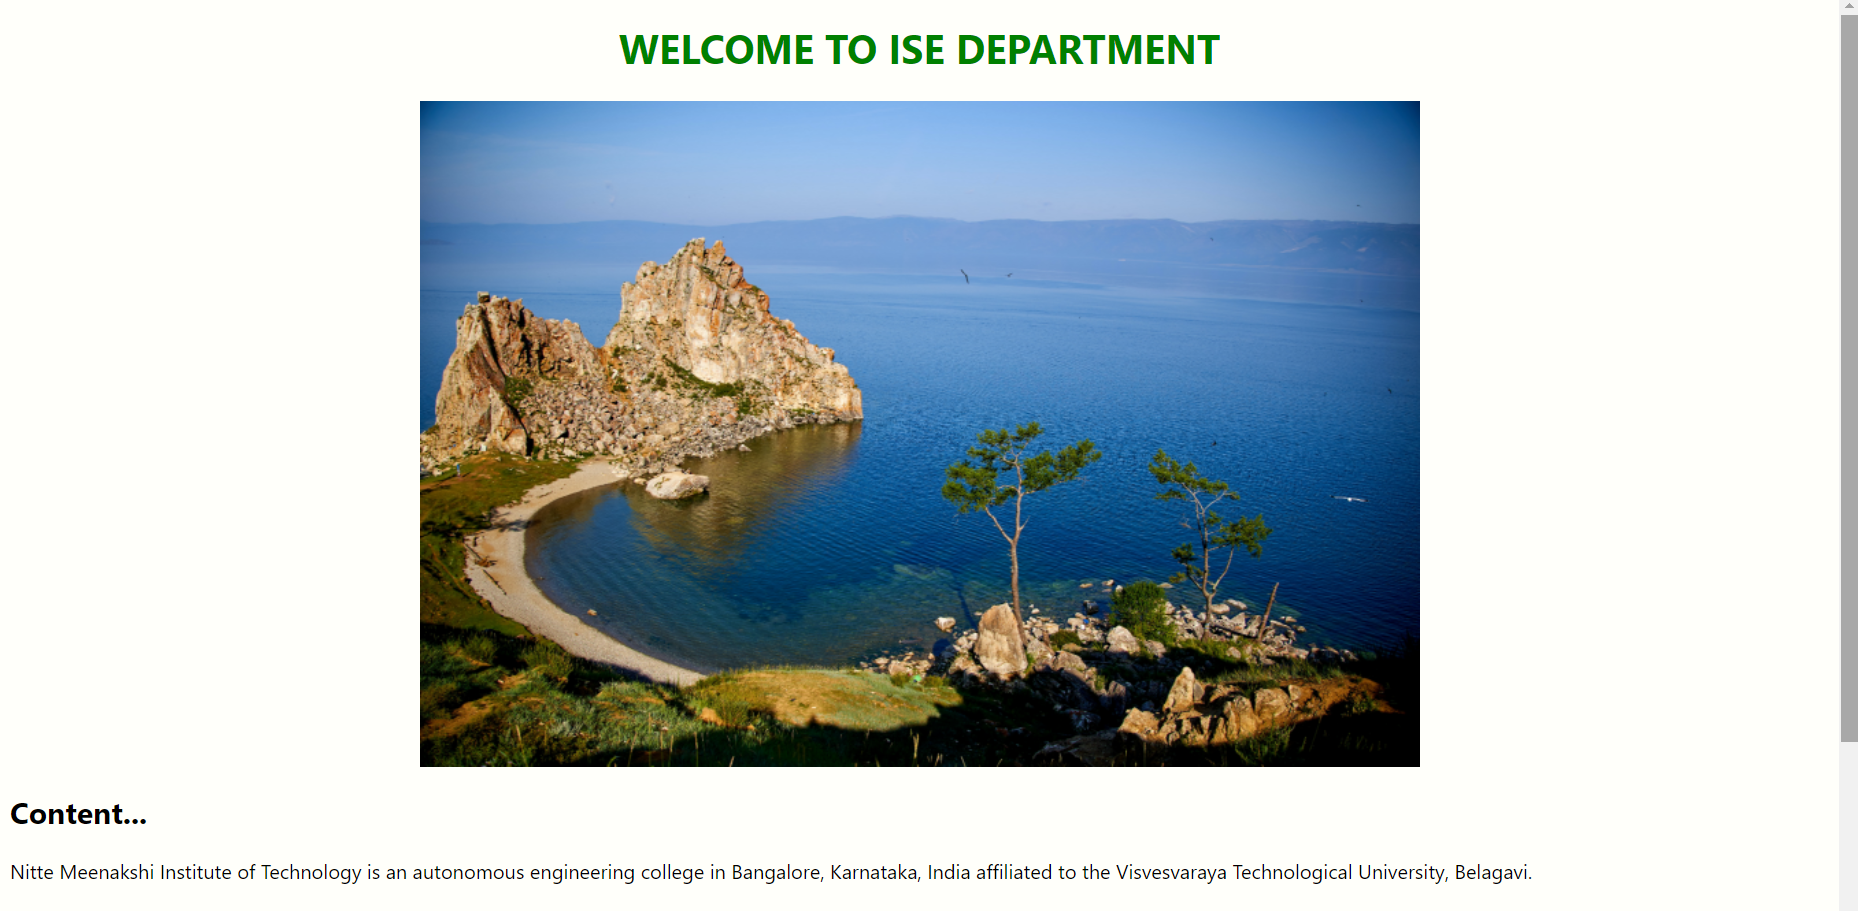 WELCOME TO ISE DEPARTMENT
Content...
Nitte Meenakshi Institute of Technology is an autonomous engineering college in Bangalore, Karnataka, India affiliated to the Visvesvaraya Technological University, Belagavi.